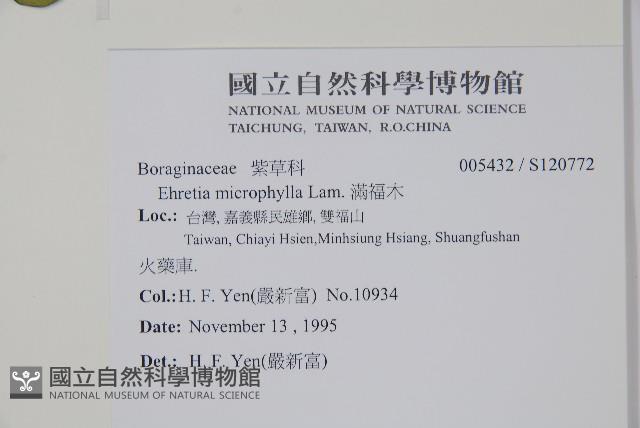 國立自然科學博物館
NATIONAL MUSEUM OF NATURAL SCIENCE
TAICHUNG, TAIWAN, R.O.CHINA
Boraginaceae 紫草科 005432 / S120772
Ehretia microphylla Lam. 滿福木
Loc.: 台灣, 嘉義縣民雄鄉, 雙福山
Taiwan, Chiayi Hsien,Minhsiung Hsiang, Shuangfushan
火藥庫.
Col.:H. F. Yen(嚴新富) No.10934
Date: November 13 , 1995
Det.: H. F. Yen(嚴新富)
國立自然科學博物館
NATIONAL MUSEUM OF NATURAL SCIENCE